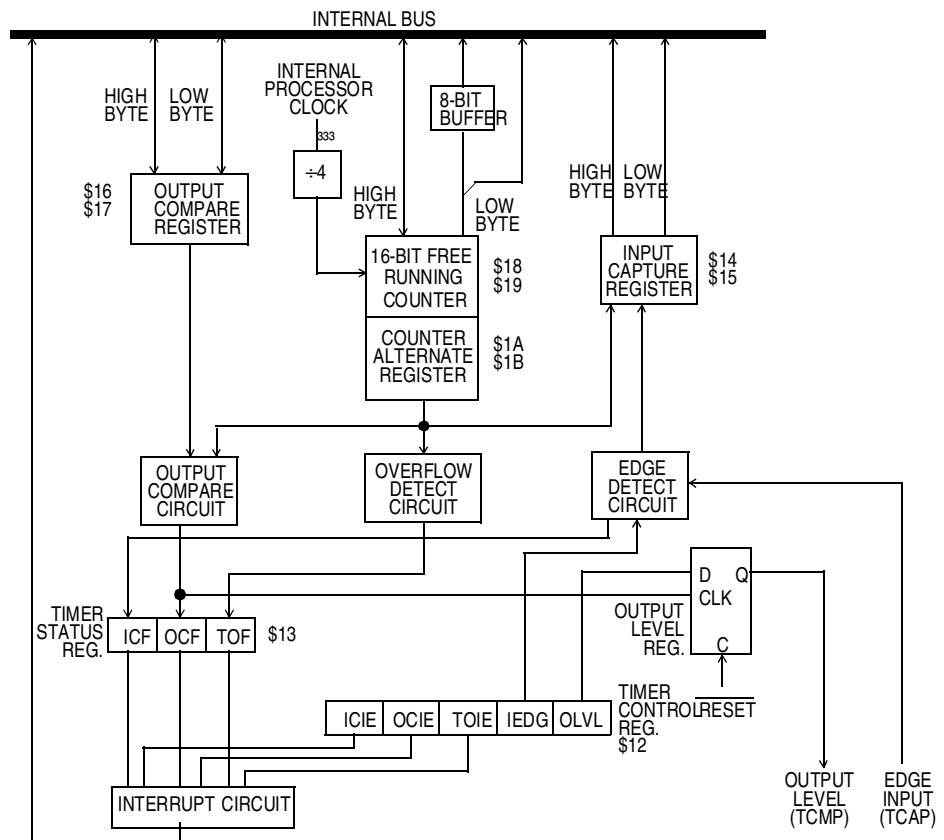 INTERNAL BUS
HIGH
BYTE
LOW
BYTE
INTERNAL
PROCESSOR
CLOCK
333
÷4
8-BIT
BUFFER
HIGH
BYTE
LOW
BYTE
HIGH
BYTE
LOW
BYTE
$16
$17
OUTPUT
COMPARE
REGISTER
16-BIT FREE
RUNNING
COUNTER
$18
$19
COUNTER
ALTERNATE
REGISTER
$1A
$1B
INPUT
CAPTURE
REGISTER
$14
$15
OUTPUT
COMPARE
CIRCUIT
OVERFLOW
DETECT
CIRCUIT
EDGE
DETECT
CIRCUIT
D Q
CLK
C
OUTPUT
LEVEL
REG.
RESET
TIMER
STATUS
REG.
ICF OCF TOF
$13
ICIE OCIE TOIE IEDG OLVL
TIMER
CONTROL
REG.
$12
INTERRUPT CIRCUIT
OUTPUT
LEVEL
(TCMP)
EDGE
INPUT
(TCAP)